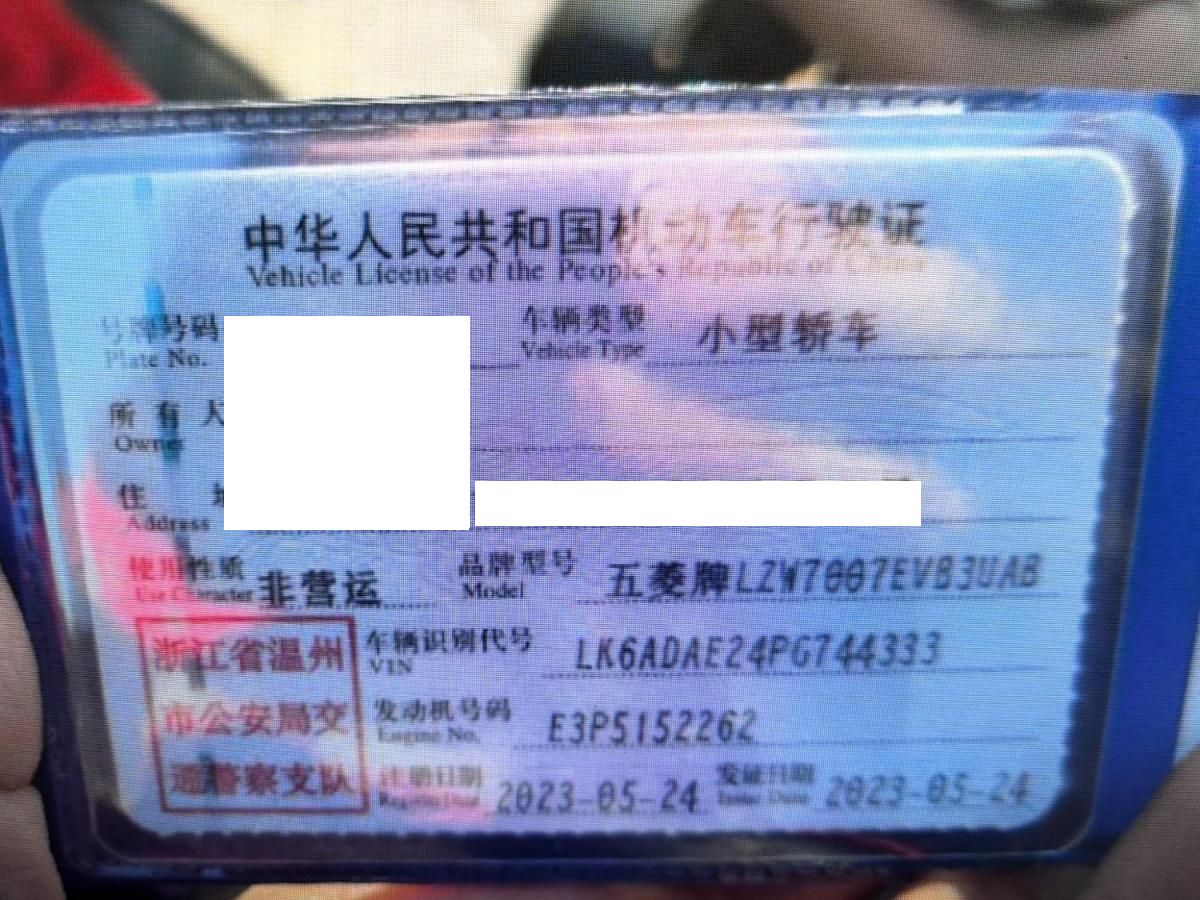 中华人民共和国机动车行驶证
Vehicle License of the People's Republic of China
号牌号码 车辆类型 小型轿车
Plate No. Vehicle Type
所有人
Owner
住
Address
使用性质 非营运 品牌型号 五菱牌LZW7007EVB3UAB
Use Character Model
浙江省温州 车辆识别代号 LK6ADAE24PG744333
VIN
市公安局交 发动机号码 E3P5152262
Engine No.
通警察支队 注册日期 2023-05-24 发证日期 2023-05-24
Register Date Issue Date